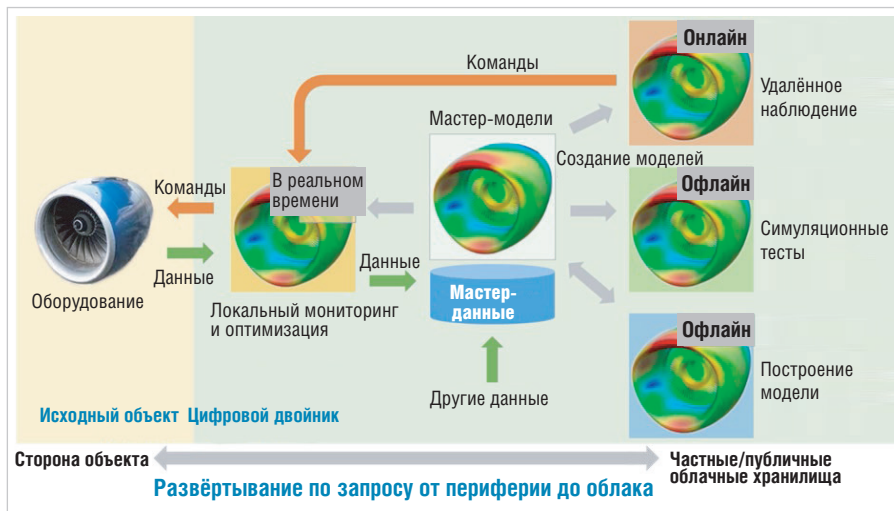 Онлайн
Команды
Удалённое
наблюдение
Мастер-модели
Создание моделей
В реальном
времени
Команды
Офлайн
Симуляционные
тесты
Данные
Данные
Оборудование
Локальный мониторинг
и оптимизация
Мастер-
данные
Офлайн
Построение
модели
Другие данные
Исходный объект Цифровой двойник
Сторона объекта
Частные/публичные
облачные хранилища
Развёртывание по запросу от периферии до облака